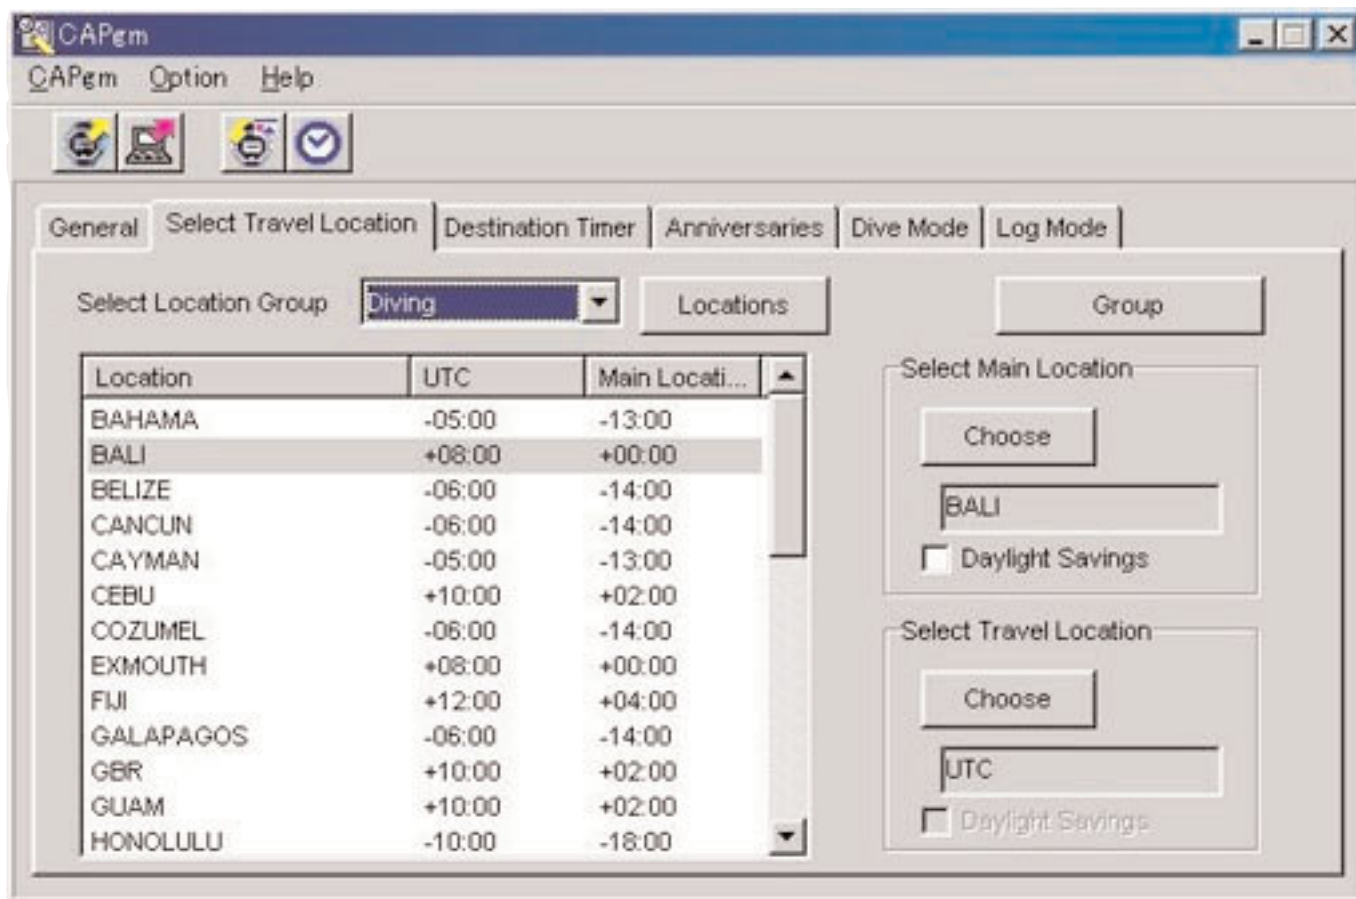 CAPgm
CAPgm Option Help
General Select Travel Location Destination Timer Anniversaries Dive Mode Log Mode
Select Location Group Diving Locations Group
Location UTC Main Locati...
BAHAMA -05:00 -13:00
BALI +08:00 +00:00
BELIZE -06:00 -14:00
CANCUN -06:00 -14:00
CAYMAN -05:00 -13:00
CEBU +10:00 +02:00
COZUMEL -06:00 -14:00
EXMOUTH +08:00 +00:00
FIJI +12:00 +04:00
GALAPAGOS -06:00 -14:00
GBR +10:00 +02:00
GUAM +10:00 +02:00
HONOLULU -10:00 -18:00
Select Main Location
Choose
BALI
Daylight Savings
Select Travel Location
Choose
UTC
Daylight Savings